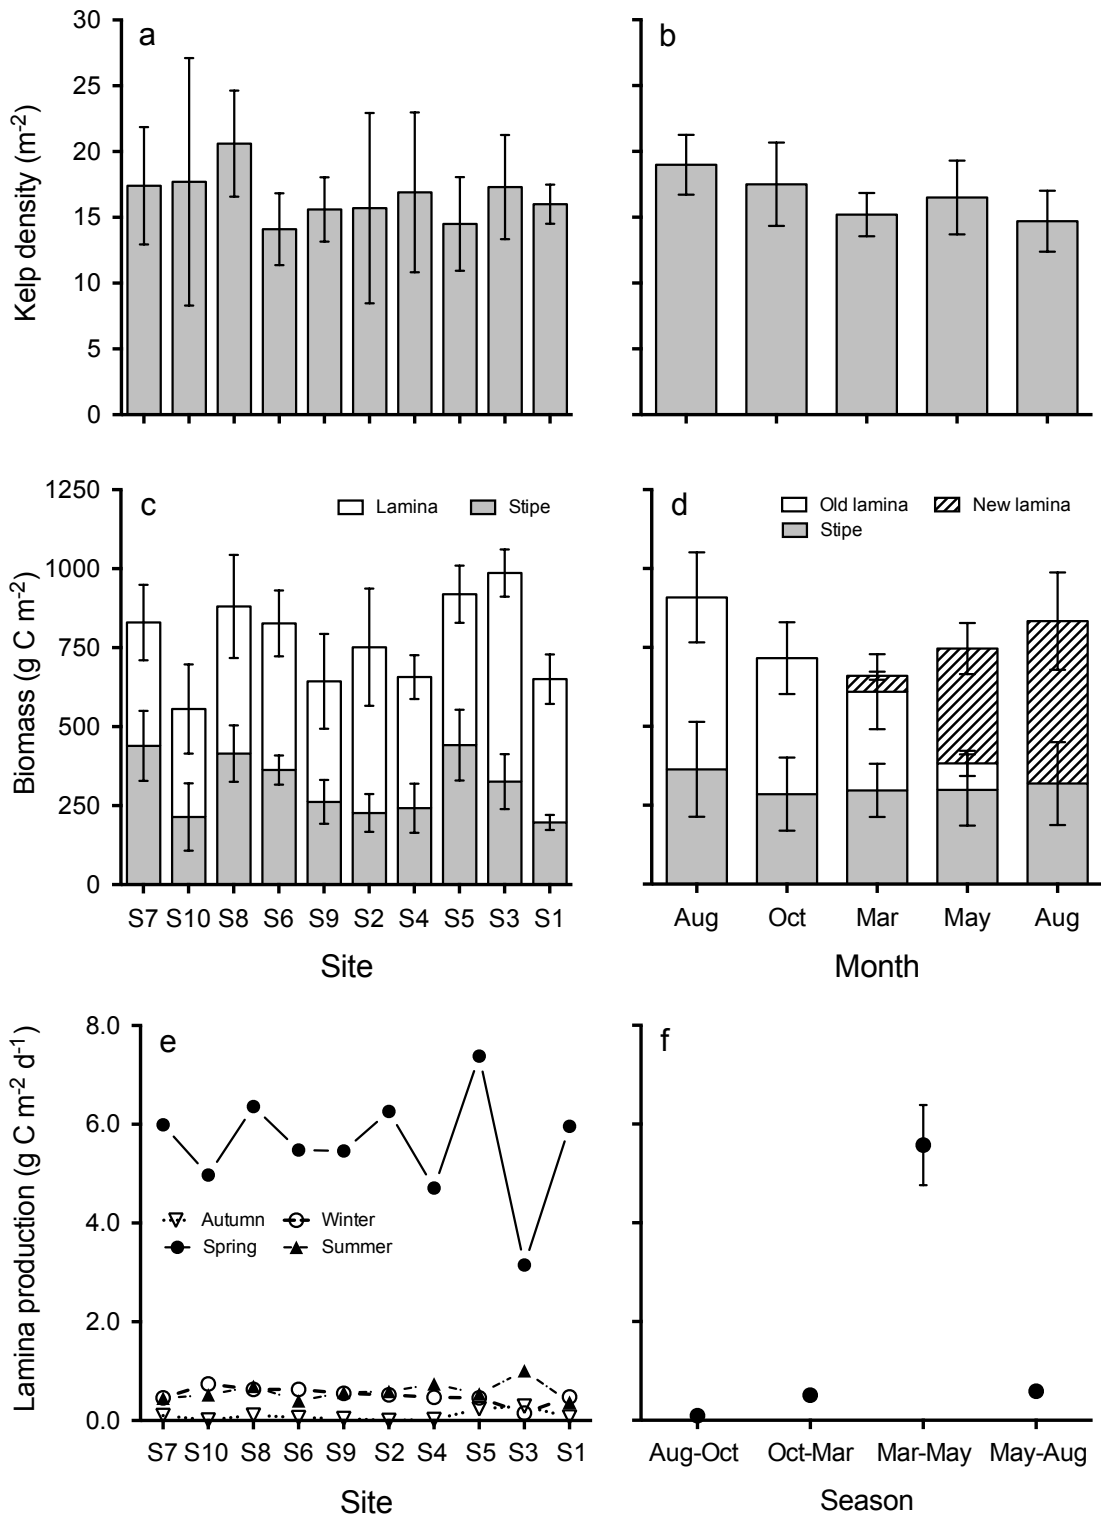 a
b
30
25
20
15
10
5
0
Kelp density (m-2)
c
Lamina Stipe
d
Old lamina New lamina
Stipe
1250
1000
750
500
250
0
Biomass (g C m-2)
S7 S10 S8 S6 S9 S2 S4 S5 S3 S1
Site
Aug Oct Mar May Aug
Month
e
f
8.0
6.0
4.0
2.0
0.0
Lamina production (g C m-2 d-1)
Autumn Winter
Spring Summer
S7 S10 S8 S6 S9 S2 S4 S5 S3 S1
Site
Aug-Oct Oct-Mar Mar-May May-Aug
Season